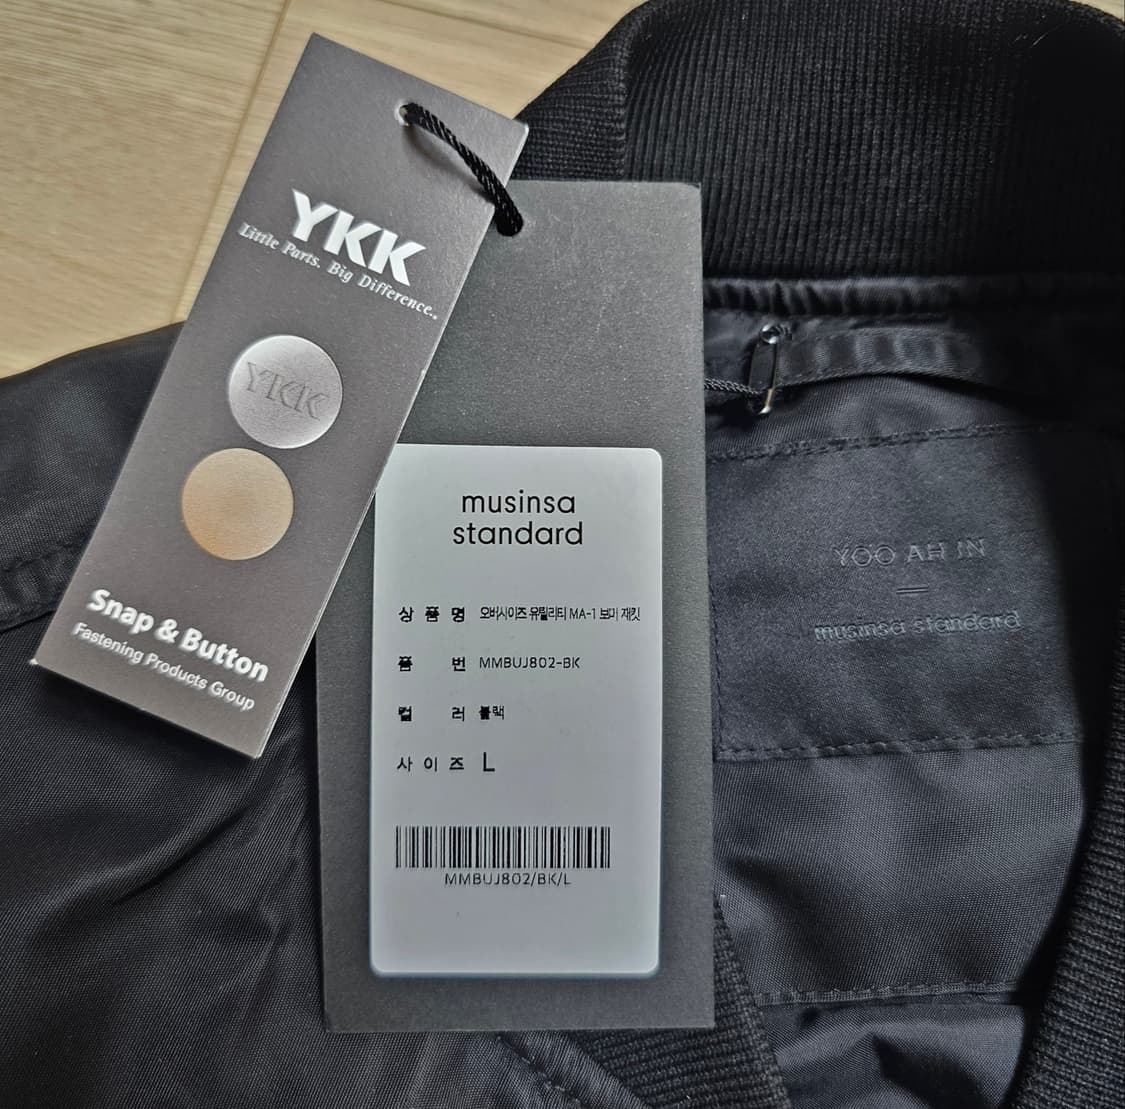 YKK
Little Parts. Big Difference.
YKK
Snap & Button
Fastening Products Group
musinsa
standard
상 품 명 오버사이즈 유틸리티 MA-1 보머 재킷
품 번 MMBUJ802-BK
컬 러 블랙
사 이 즈 L
MMBUJ802/BK/L
YOO AH IN
musinsa standard